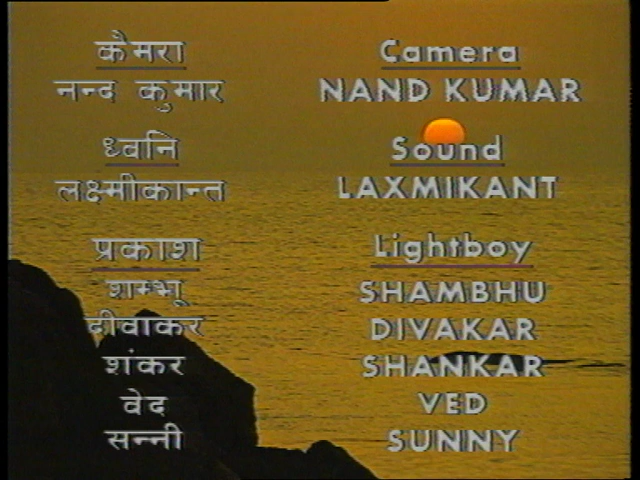 कैमरा Camera
नन्द कुमार NAND KUMAR
ध्वनि Sound
लक्ष्मीकान्त LAXMIKANT
प्रकाश Lightboy
शम्भू SHAMBHU
दीवाकर DIVAKAR
शंकर SHANKAR
वेद VED
सन्नी SUNNY